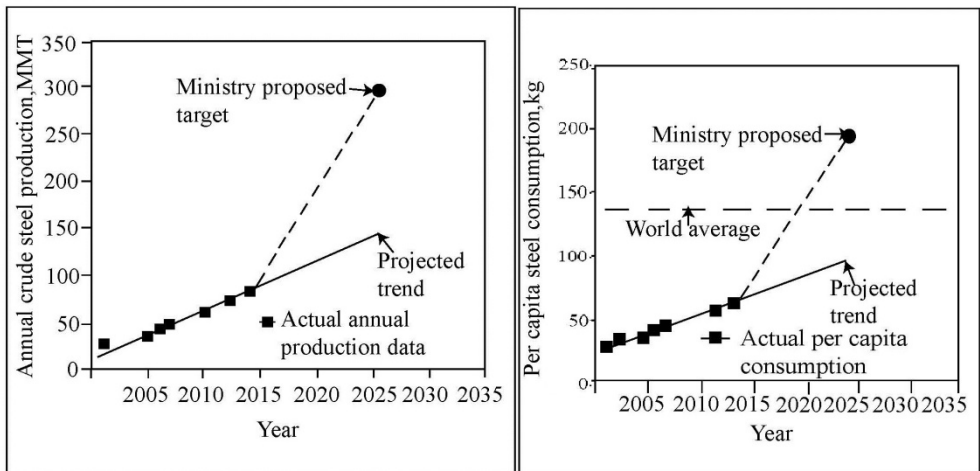 Annual crude steel production,MMT
350
300
250
200
150
100
50
0
Ministry proposed
target
Projected
trend
Actual annual
production data
2005 2010 2015 2020 2025 2030 2035
Year
Per capita steel consumption,kg
250
200
150
100
50
0
Ministry proposed
target
World average
Projected
trend
Actual per capita
consumption
2005 2010 2015 2020 2025 2030 2035
Year